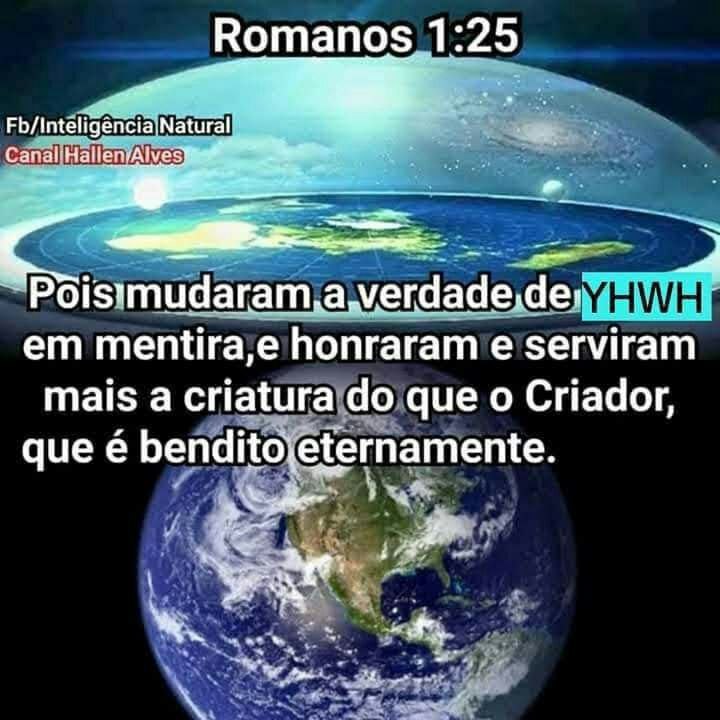 Romanos 1:25
Fb/Inteligência Natural
Canal Hallen Alves
Pois mudaram a verdade de YHWH
em mentira,e honraram e serviram
mais a criatura do que o Criador,
que é bendito eternamente.